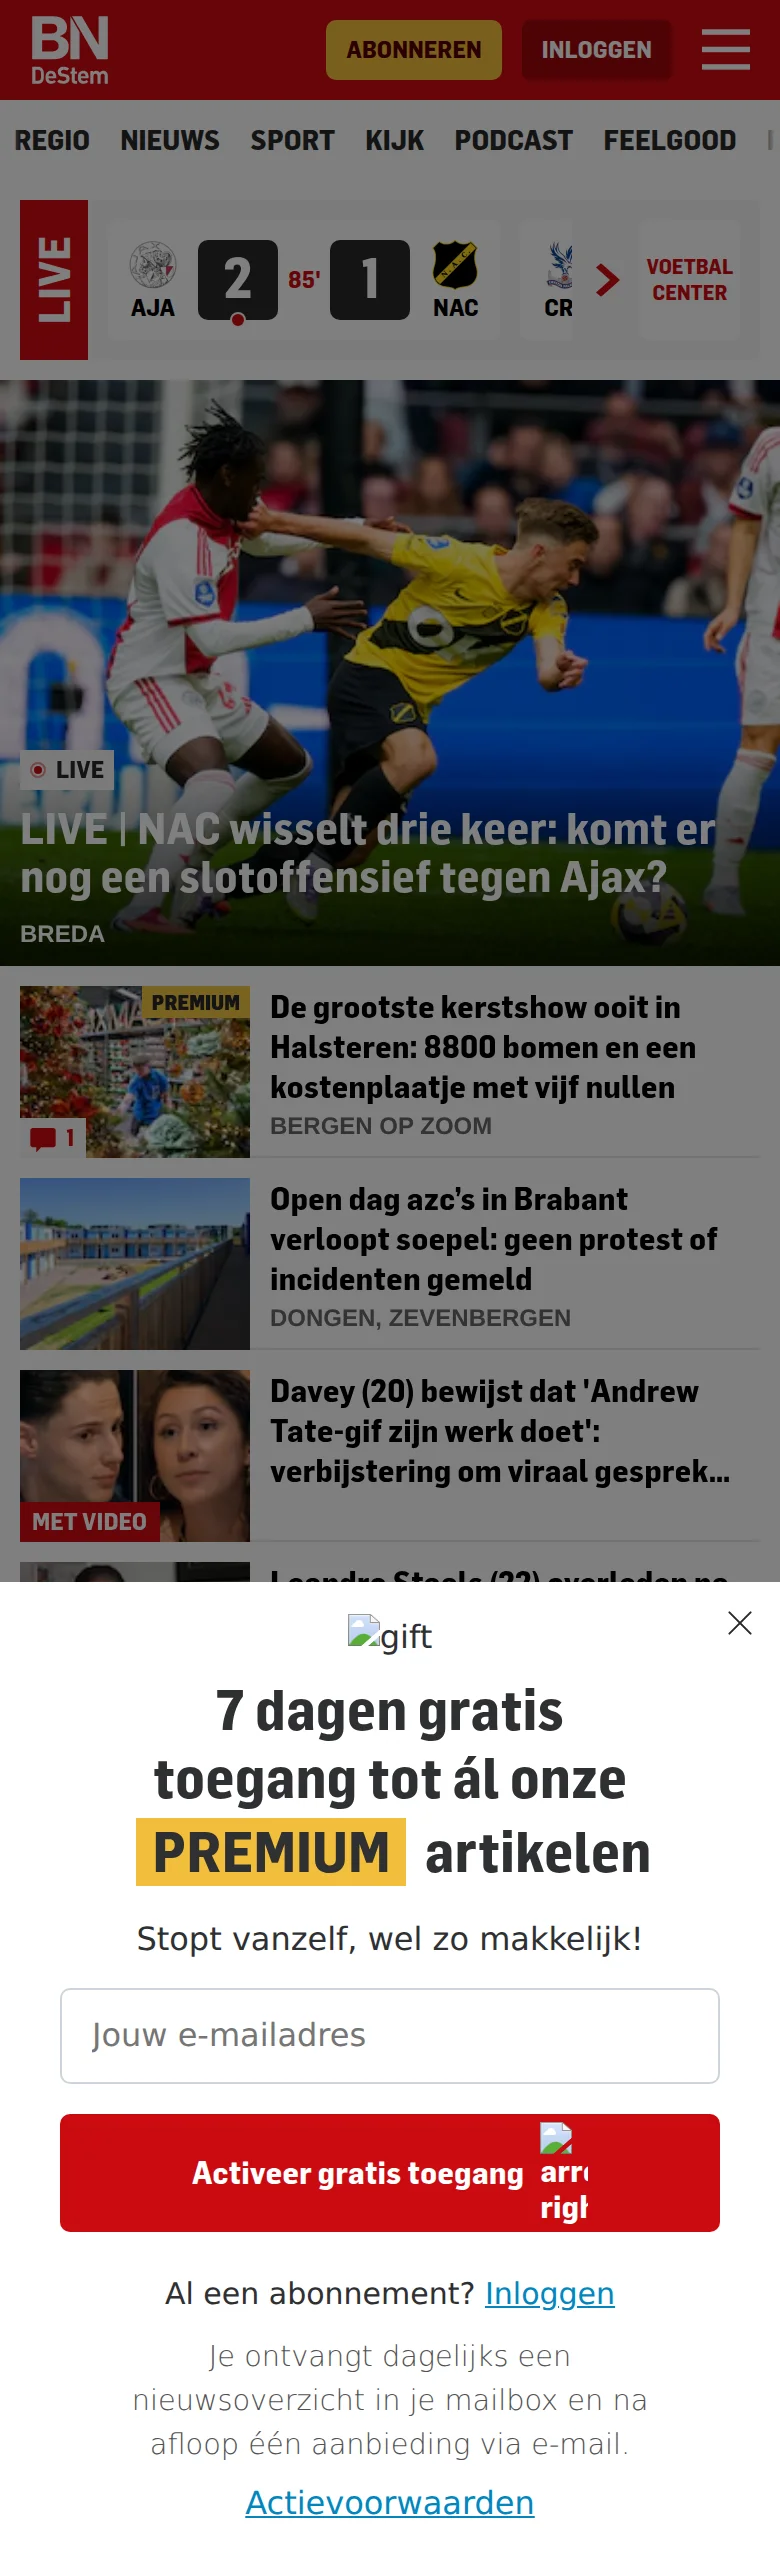 BN
DeStem
ABONNEREN
INLOGGEN
REGIO NIEUWS SPORT KIJK PODCAST FEELGOOD
LIVE
AJA
2
85'
1
NAC
CR
VOETBAL
CENTER
LIVE
LIVE | NAC wisselt drie keer: komt er
nog een slotoffensief tegen Ajax?
BREDA
PREMIUM
1
De grootste kerstshow ooit in
Halsteren: 8800 bomen en een
kostenplaatje met vijf nullen
BERGEN OP ZOOM
Open dag azc’s in Brabant
verloopt soepel: geen protest of
incidenten gemeld
DONGEN, ZEVENBERGEN
MET VIDEO
Davey (20) bewijst dat 'Andrew
Tate-gif zijn werk doet':
verbijstering om viraal gesprek...
gift
7 dagen gratis
toegang tot ál onze
PREMIUM artikelen
Stopt vanzelf, wel zo makkelijk!
Jouw e-mailadres
Activeer gratis toegang
Al een abonnement? Inloggen
Je ontvangt dagelijks een
nieuwsoverzicht in je mailbox en na
afloop één aanbieding via e-mail.
Actievoorwaarden